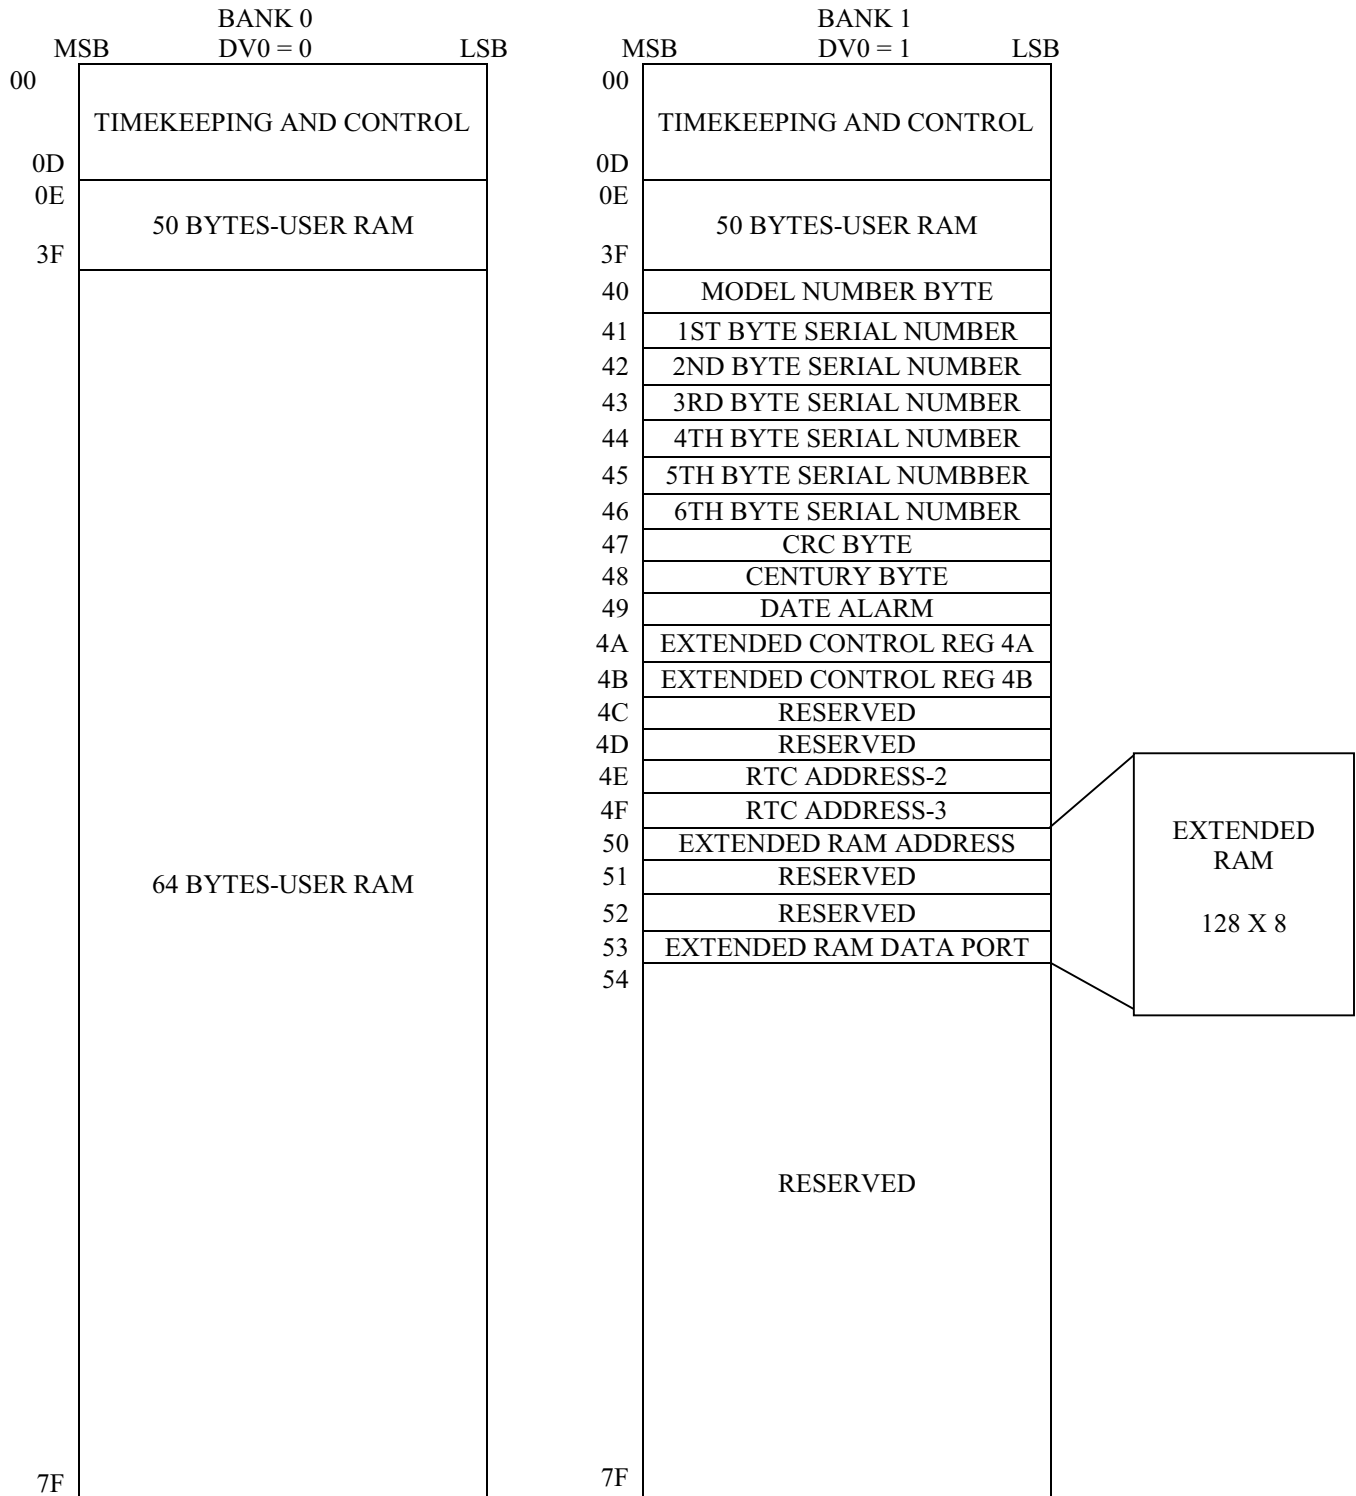 BANK 0
MSB DV0 = 0 LSB
00
TIMEKEEPING AND CONTROL
0D
0E
50 BYTES-USER RAM
3F
64 BYTES-USER RAM
7F
BANK 1
MSB DV0 = 1 LSB
00
TIMEKEEPING AND CONTROL
0D
0E
50 BYTES-USER RAM
3F
40 MODEL NUMBER BYTE
41 1ST BYTE SERIAL NUMBER
42 2ND BYTE SERIAL NUMBER
43 3RD BYTE SERIAL NUMBER
44 4TH BYTE SERIAL NUMBER
45 5TH BYTE SERIAL NUMBBER
46 6TH BYTE SERIAL NUMBER
47 CRC BYTE
48 CENTURY BYTE
49 DATE ALARM
4A EXTENDED CONTROL REG 4A
4B EXTENDED CONTROL REG 4B
4C RESERVED
4D RESERVED
4E RTC ADDRESS-2
4F RTC ADDRESS-3
50 EXTENDED RAM ADDRESS
51 RESERVED
52 RESERVED
53 EXTENDED RAM DATA PORT
54
RESERVED
7F
EXTENDED
RAM
128 X 8